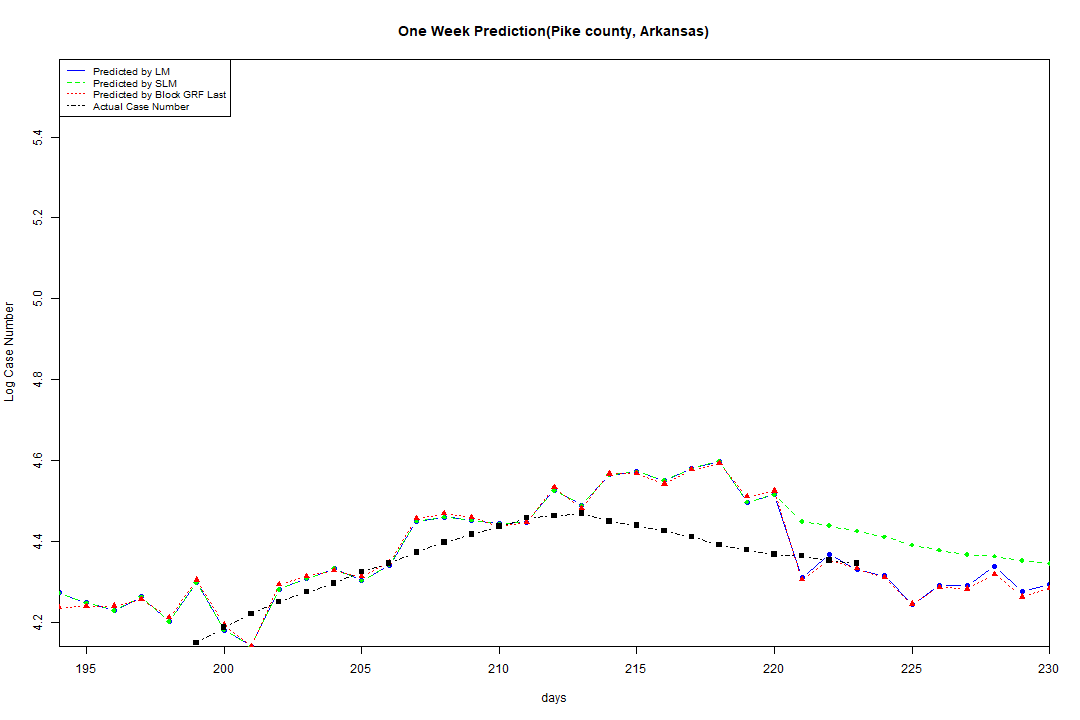 One Week Prediction(Pike county, Arkansas)
Predicted by LM
Predicted by SLM
Predicted by Block GRF Last
Actual Case Number
Log Case Number
5.4
5.2
5.0
4.8
4.6
4.4
4.2
195 200 205 210 215 220 225 230
days